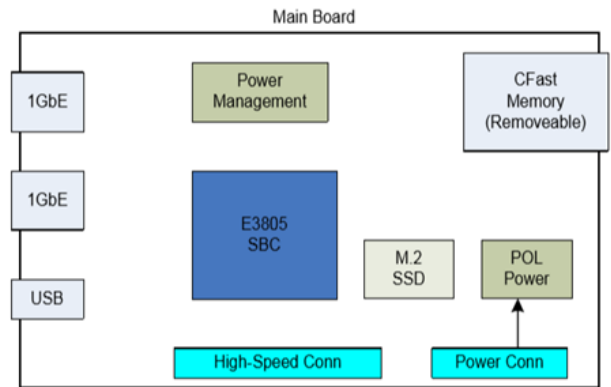 Main Board
1GbE
Power
Management
CFast
Memory
(Removeable)
1GbE
E3805
SBC
USB
M.2
SSD
POL
Power
High-Speed Conn
Power Conn